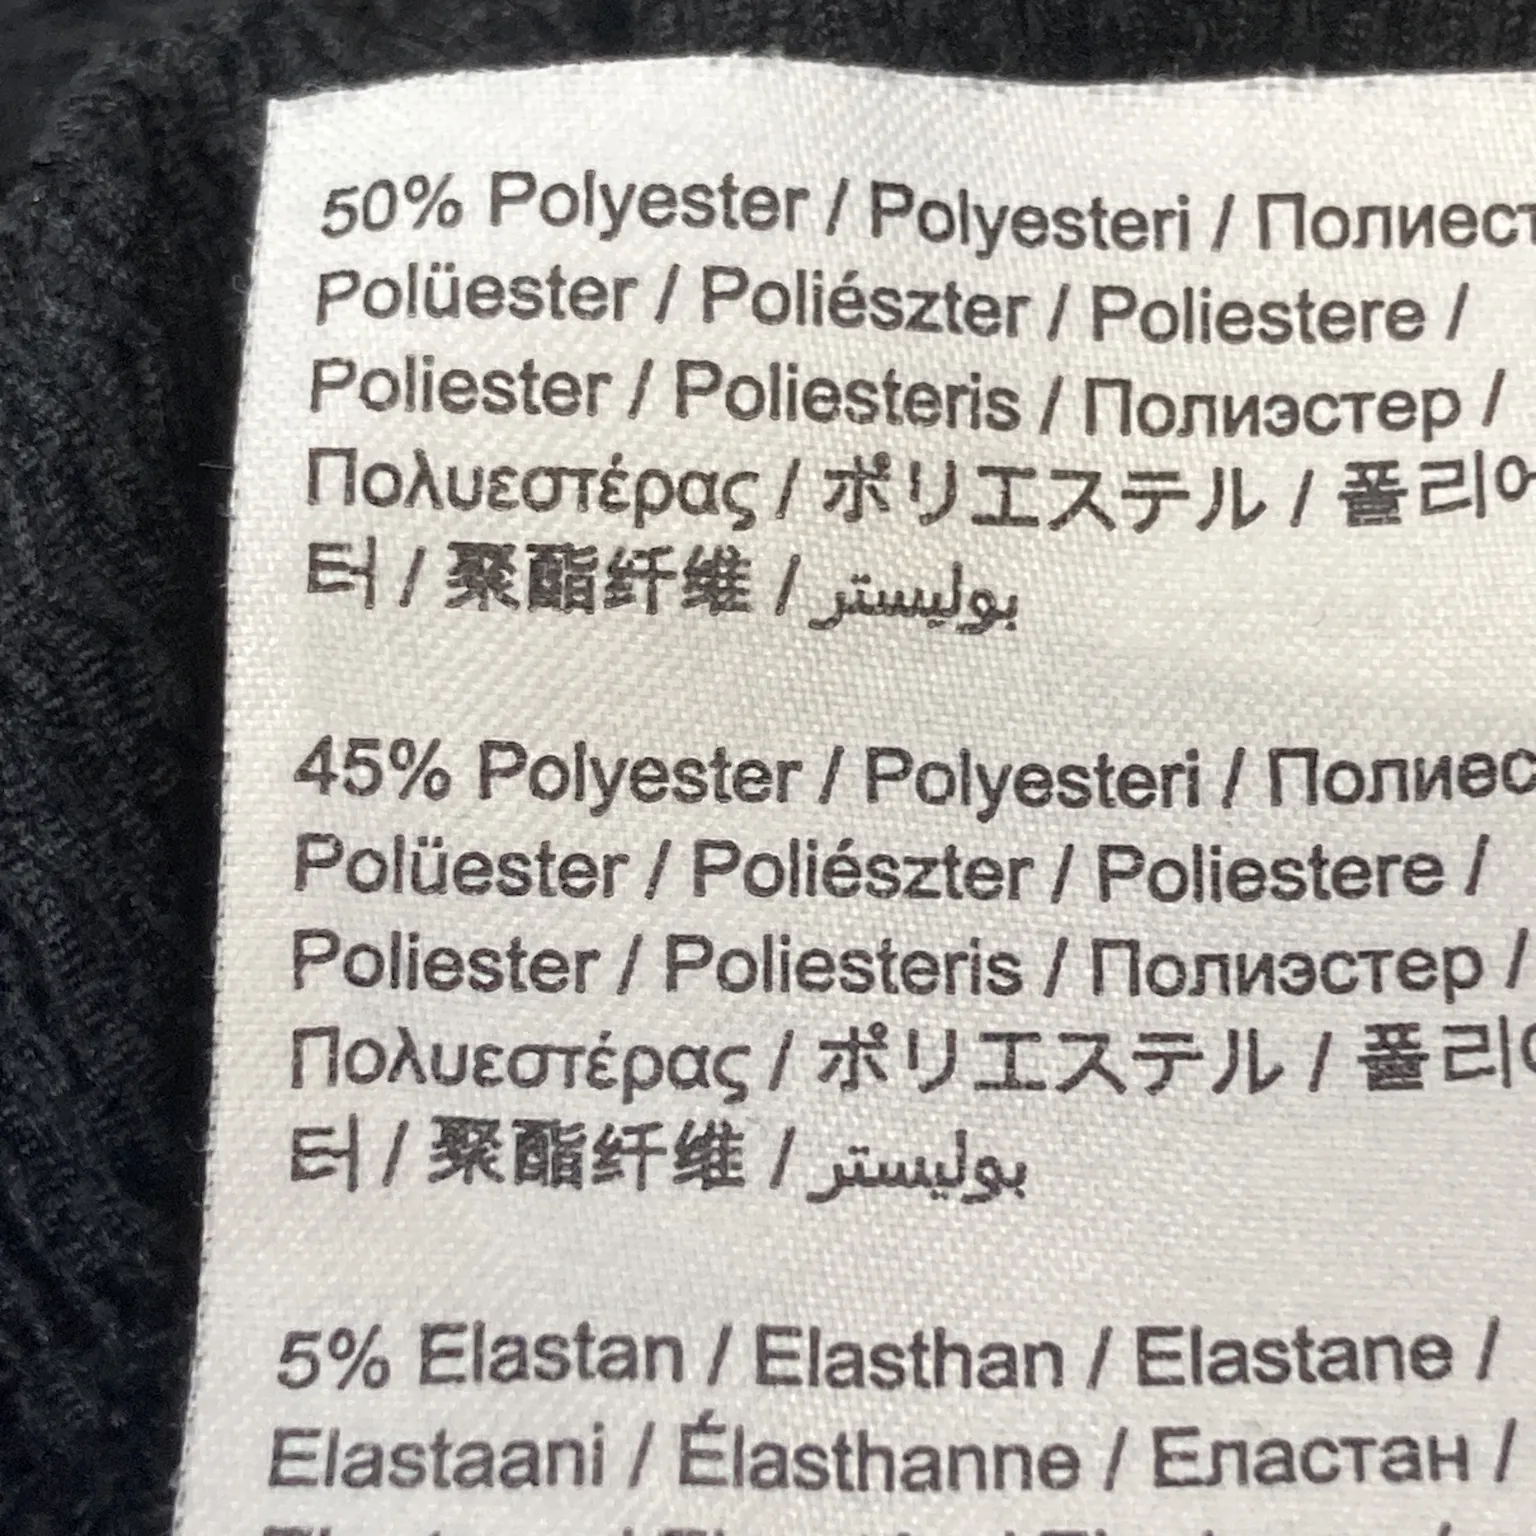 50% Polyester / Polyesteri / Полиест
Polüester / Poliészter / Poliestere /
Poliester / Poliesteris / Полиэстер /
Πολυεστέρας / ポリエステル / 폴리에
터 / 聚酯纤维 / بوليستر
45% Polyester / Polyesteri / Полиес
Polüester / Poliészter / Poliestere /
Poliester / Poliesteris / Полиэстер /
Πολυεστέρας / ポリエステル / 폴리
터 / 聚酯纤维 / بوليستر
5% Elastan / Elasthan / Elastane /
Elastaani / Élasthanne / Еластан /